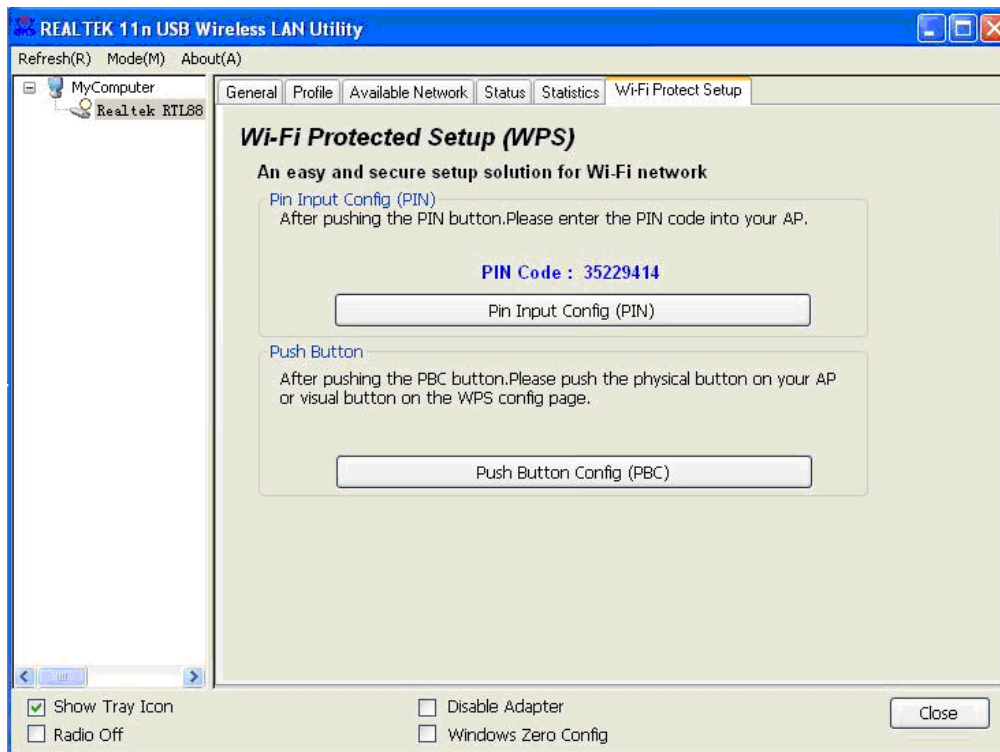 REALTEK 11n USB Wireless LAN Utility
Refresh(R) Mode(M) About(A)
MyComputer
Realtek RTL88
General Profile Available Network Status Statistics Wi-Fi Protect Setup
Wi-Fi Protected Setup (WPS)
An easy and secure setup solution for Wi-Fi network
Pin Input Config (PIN)
After pushing the PIN button.Please enter the PIN code into your AP.
PIN Code : 35229414
Pin Input Config (PIN)
Push Button
After pushing the PBC button.Please push the physical button on your AP
or visual button on the WPS config page.
Push Button Config (PBC)
Show Tray Icon
Radio Off
Disable Adapter
Windows Zero Config
Close